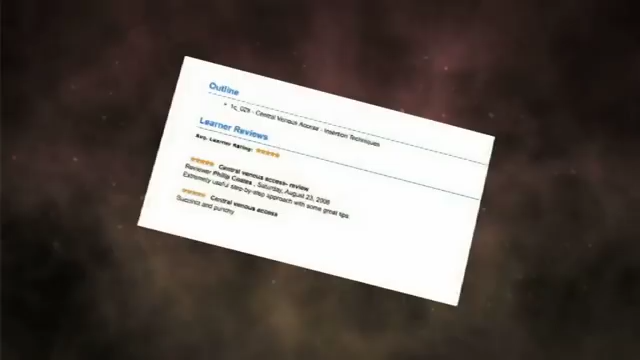 Outline
• 1c_02b - Central Venous Access - Insertion Techniques
Learner Reviews
Avg. Learner Rating:
Central venous access- review
Reviewer Phillip Coates , Saturday, August 23, 2008
Extremely useful step-by-step approach with some great tips
Central venous access
Succinct and punchy